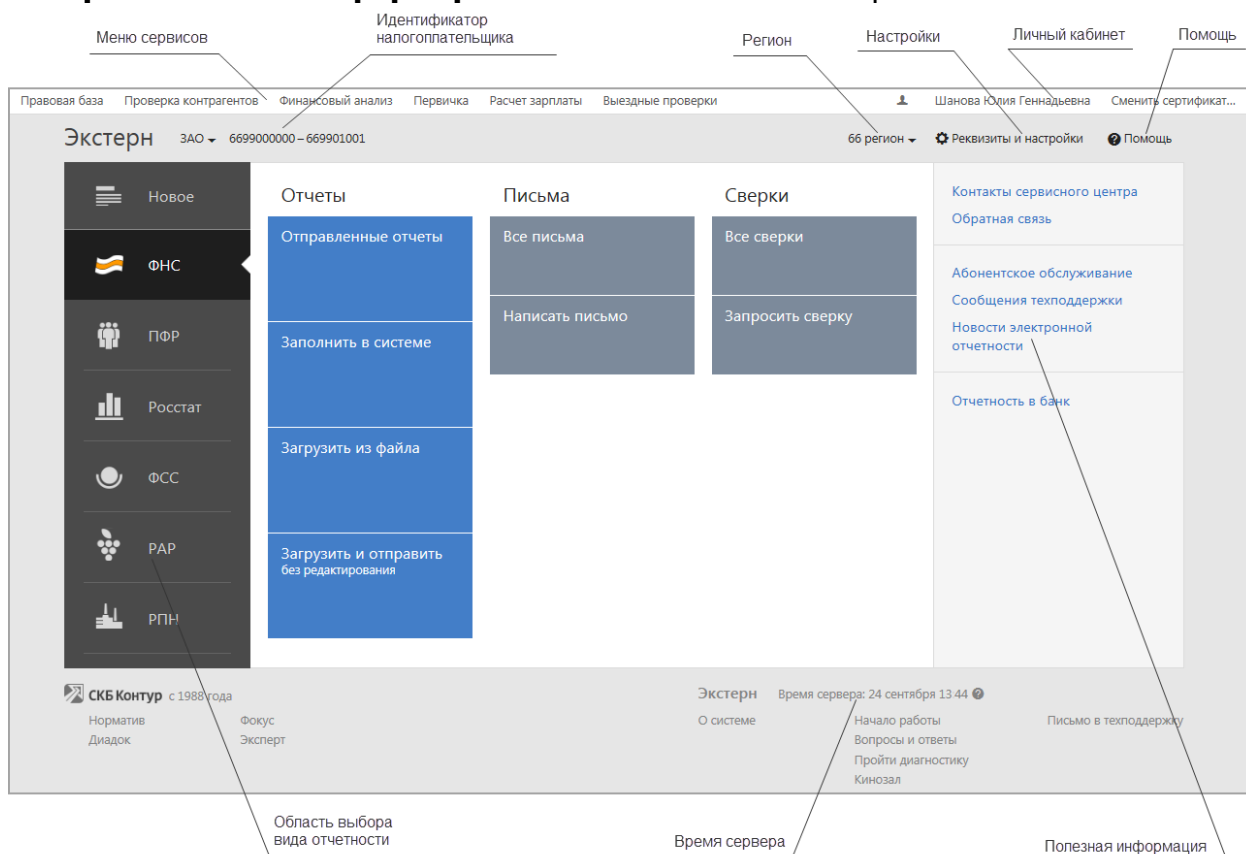 Идентификатор
налогоплательщика
Меню сервисов
Регион
Настройки
Личный кабинет
Помощь
Правовая база Проверка контрагентов Финансовый анализ Первичка Расчет зарплаты Выездные проверки Шанова Юлия Геннадьевна Сменить сертификат...
Экстерн ЗАО 6699000000 – 669901001 66 регион Реквизиты и настройки Помощь
Новое
ФНС
ПФР
Росстат
ФСС
РАР
РПН
Отчеты
Отправленные отчеты
Заполнить в системе
Загрузить из файла
Загрузить и отправить
без редактирования
Письма
Все письма
Написать письмо
Сверки
Все сверки
Запросить сверку
Контакты сервисного центра
Обратная связь
Абонентское обслуживание
Сообщения техподдержки
Новости электронной
отчетности
Отчетность в банк
СКБ Контур с 1988 года
Норматив Фокус
Диадок Эксперт
Экстерн Время сервера: 24 сентября 13:44
О системе Начало работы Письмо в техподдержку
Вопросы и ответы
Пройти диагностику
Кинозал
Область выбора
вида отчетности
Время сервера
Полезная информация